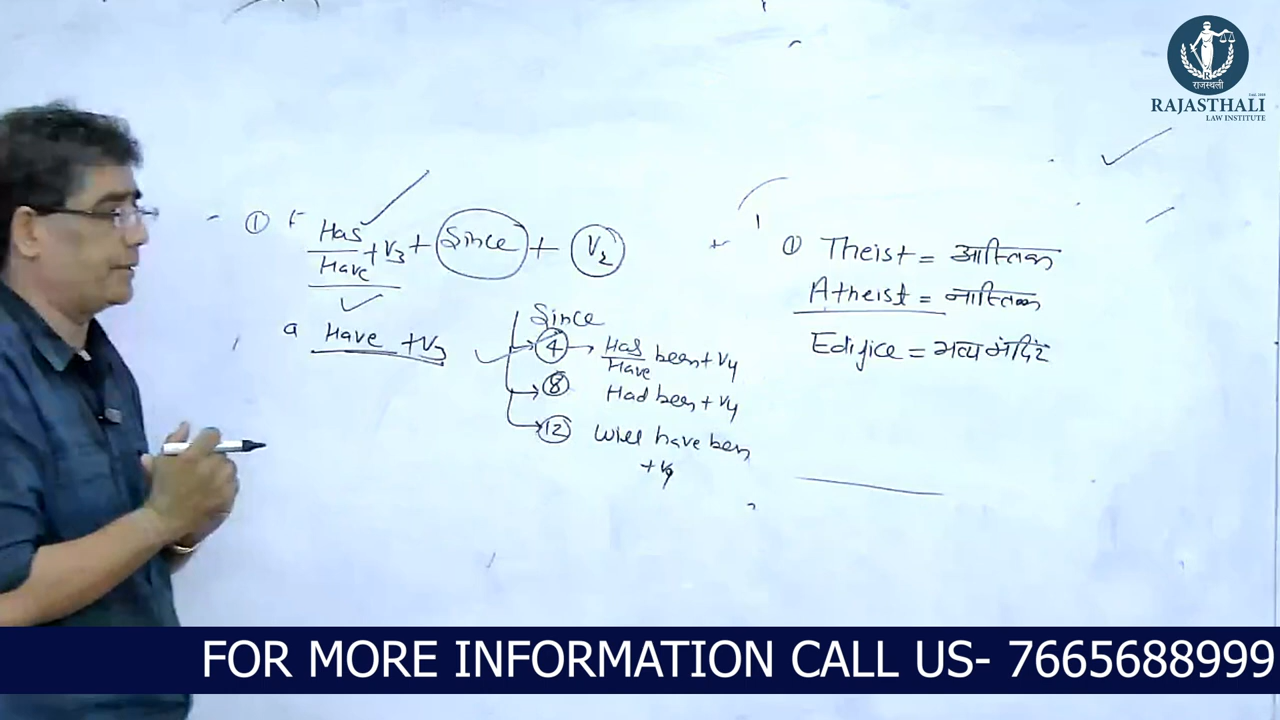 राजस्थली
RAJASTHALI
LAW INSTITUTE
① Has / Have + V3 + Since + V2
a Have + V3
Since
④ → Has / Have been + V4
⑧ Had been + V4
⑫ Will have been
+ V4
① Theist = आस्तिक
Atheist = नास्तिक
Edifice = भव्य मंदिर
FOR MORE INFORMATION CALL US- 7665688999